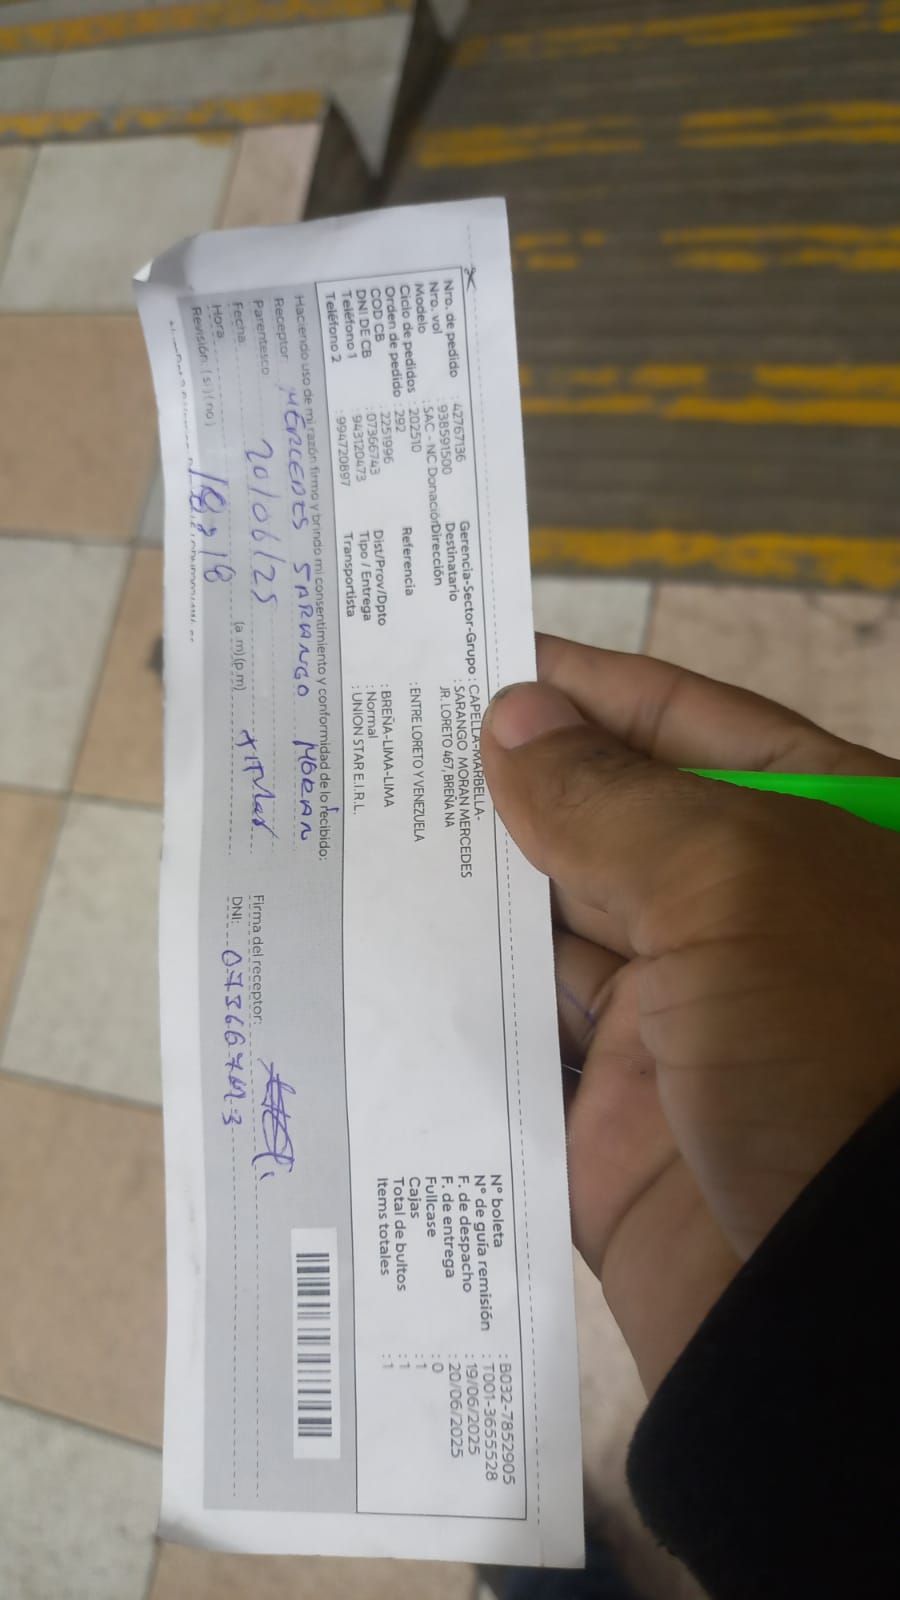 Nro. de pedido : 42767136
Nro. vol : 938591500
Modelo : SAC - NC Donación
Ciclo de pedidos : 202510
Orden de pedido : 292
COD CB : 2251996
DNI DE CB : 07366743
Teléfono 1 : 943120473
Teléfono 2 : 994720897
Gerencia-Sector-Grupo : CAPELLA-MARBELLA-
Destinatario : SARANGO MORAN MERCEDES
Dirección JR. LORETO 467, BREÑA NA
Referencia : ENTRE LORETO Y VENEZUELA
Dist/Prov/Dpto : BREÑA-LIMA-LIMA
Tipo / Entrega : Normal
Transportista : UNION STAR E.I.R.L.
N° boleta : B032-7852905
N° de guía remisión : T001-3655528
F. de despacho : 19/06/2025
F. de entrega : 20/06/2025
Fullcase : 0
Cajas : 1
Total de bultos : 1
Items totales : 1
Haciendo uso de mi razón firmo y brindo mi consentimiento y conformidad de lo recibido:
Receptor MERCEDES SARANGO MORAN
Parentesco titular
Fecha 20/06/25
Hora (a.m)(p.m)
Revisión (si)(no)
Firma del receptor:
DNI: 07366743